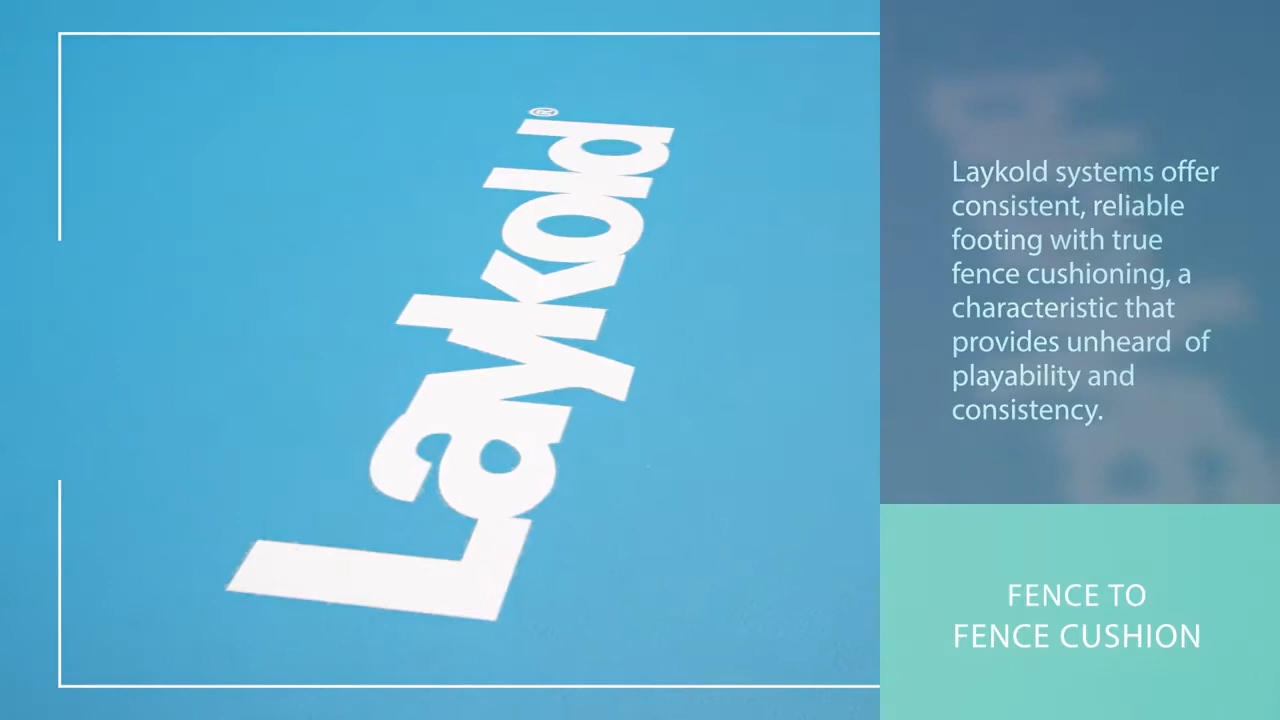 Laykold®
Laykold systems offer
consistent, reliable
footing with true
fence cushioning, a
characteristic that
provides unheard  of
playability and
consistency.
FENCE TO
FENCE CUSHION